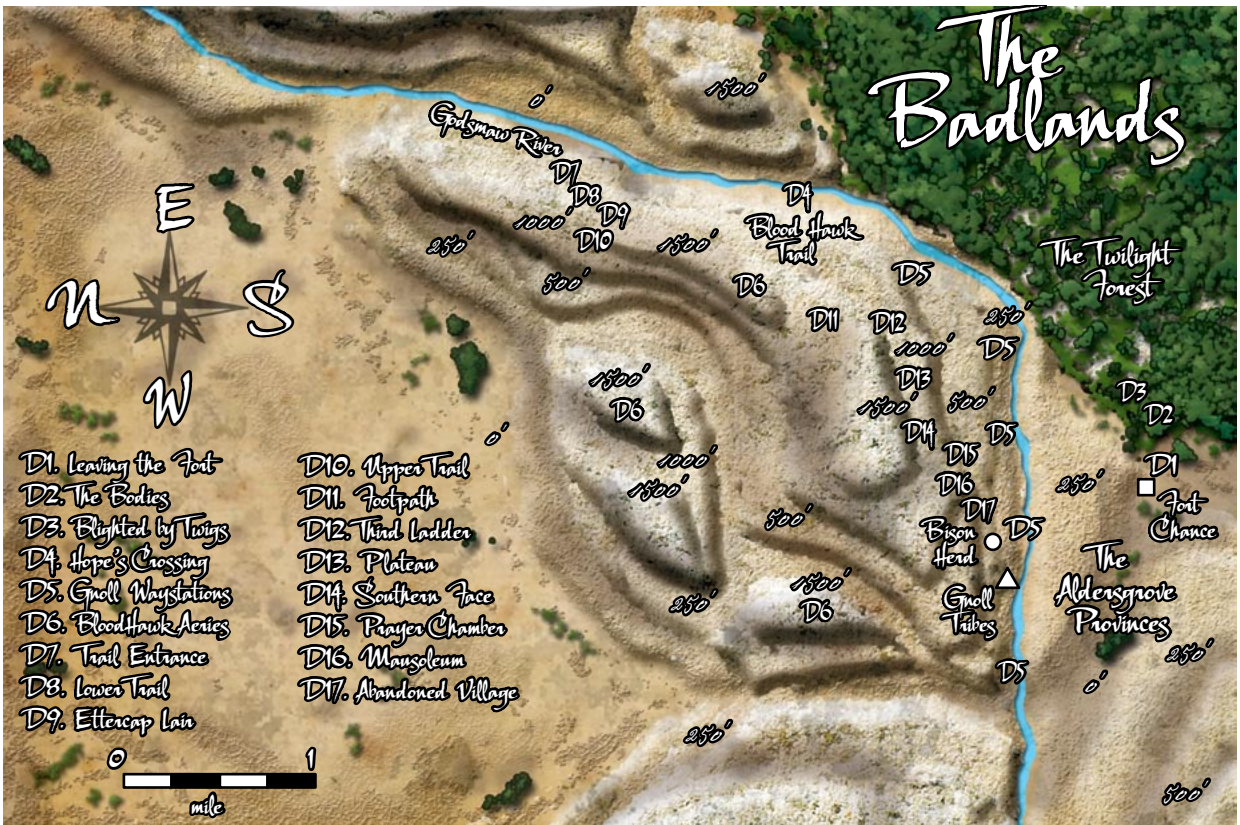 The
Badlands
0'
1500'
Godsmaw River
D7
D8
D9
D10
1000'
1500'
250'
500'
D4
Blood Hawk
Trail
D6
D5
The Twilight
Forest
E
N
S
W
D11
D12
250'
1000'
D5
1500'
D6
D13
1500'
500'
D3
D2
D14
D5
0'
1000'
1500'
D15
D16
D17
250'
D1
Fort
Chance
500'
Bison
Herd
D5
The
Aldersgrove
Provinces
Gnoll
Tribes
1500'
D6
250'
D5
250'
0'
250'
500'
D1. Leaving the Fort
D2. The Bodies
D3. Blighted by Twigs
D4. Hope's Crossing
D5. Gnoll Waystations
D6. Blood Hawk Aeries
D7. Trail Entrance
D8. Lower Trail
D9. Ettercap Lair
D10. Upper Trail
D11. Footpath
D12. Third Ladder
D13. Plateau
D14. Southern Face
D15. Prayer Chamber
D16. Mausoleum
D17. Abandoned Village
0 1
mile